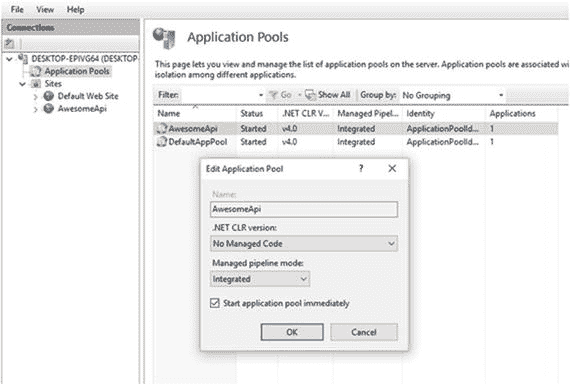 File View Help
Connections
Application Pools
This page lets you view and manage the list of application pools on the server. Application pools are associated wi
isolation among different applications.
DESKTOP-EPIVG64 (DESKTOP-
Application Pools
Sites
Default Web Site
AwesomeApi
Filter: Go Show All Group by: No Grouping
Name Status .NET CLR V... Managed Pipel... Identity Applications
AwesomeApi Started v4.0 Integrated ApplicationPoolId... 1
DefaultAppPool Started v4.0 Integrated ApplicationPoolId... 1
Edit Application Pool ? ×
Name:
AwesomeApi
.NET CLR version:
No Managed Code
Managed pipeline mode:
Integrated
Start application pool immediately
OK Cancel